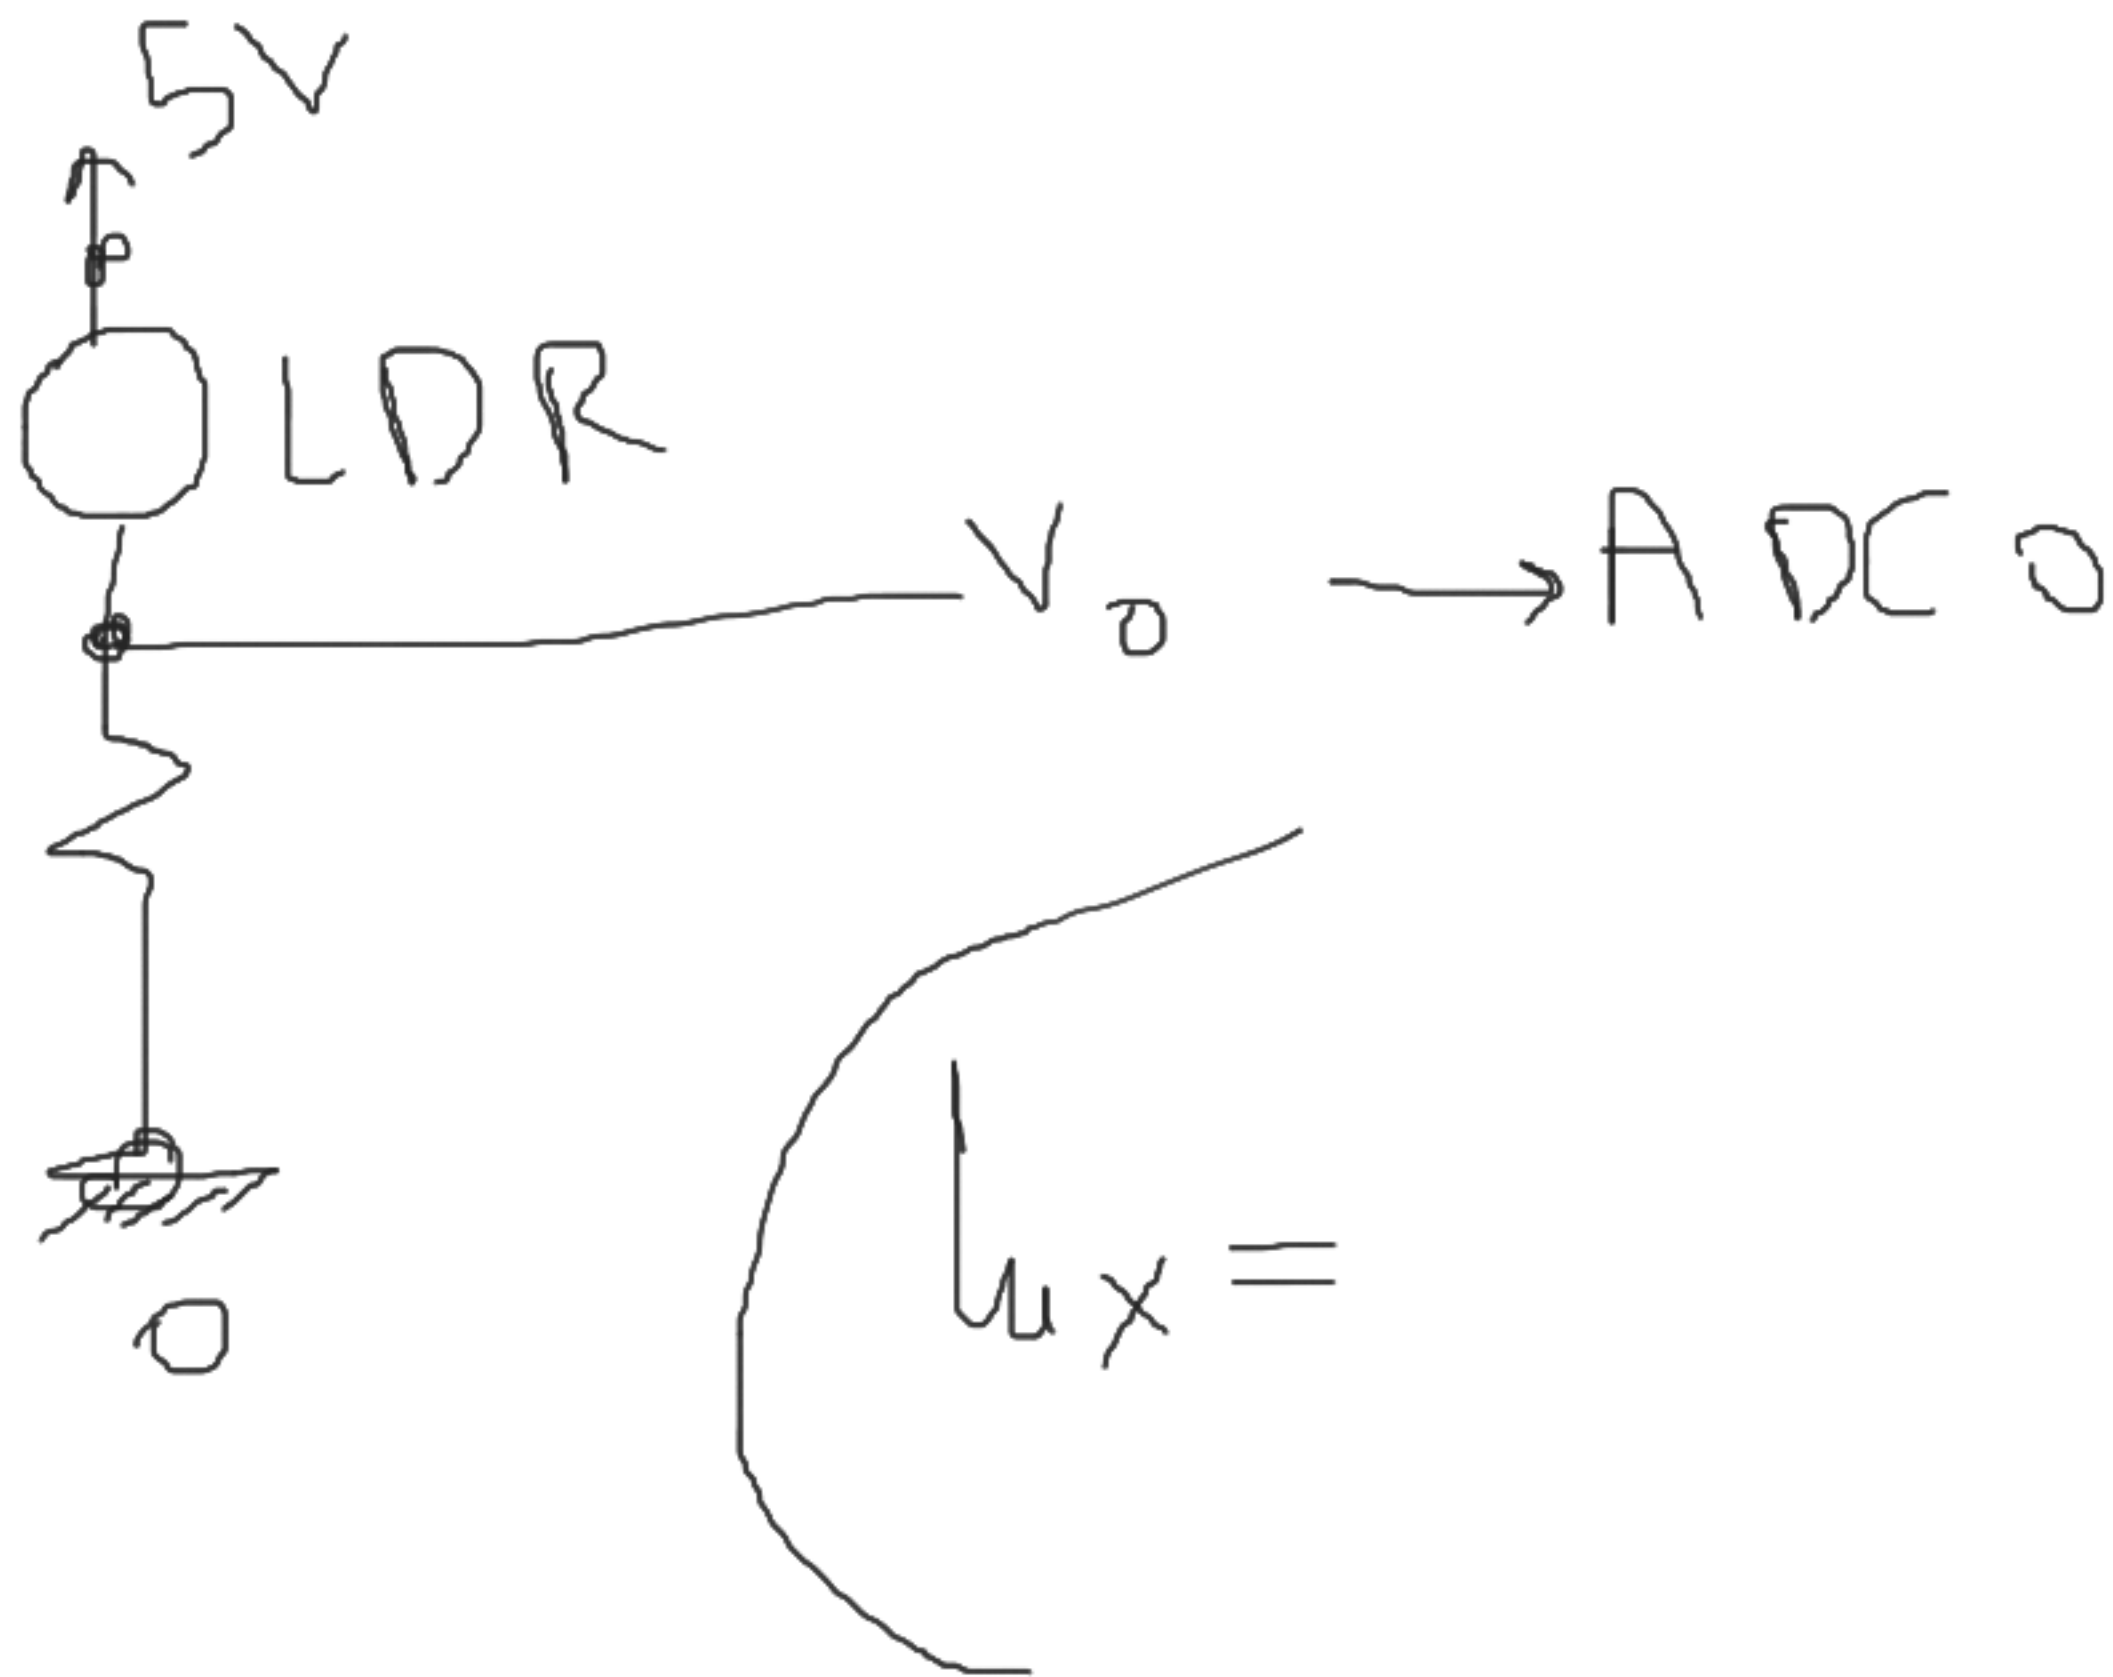 5V
LDR
Vo → ADC0
lux =
0